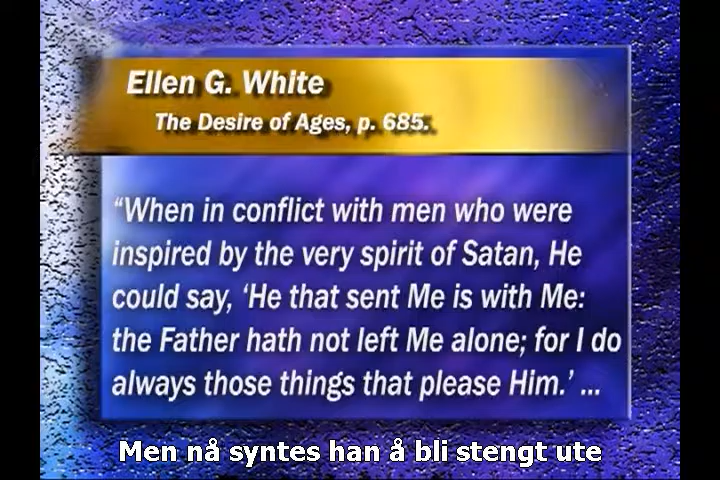 Ellen G. White
The Desire of Ages, p. 685.
“When in conflict with men who were
inspired by the very spirit of Satan, He
could say, ‘He that sent Me is with Me:
the Father hath not left Me alone; for I do
always those things that please Him.’ ...
Men nå syntes han å bli stengt ute